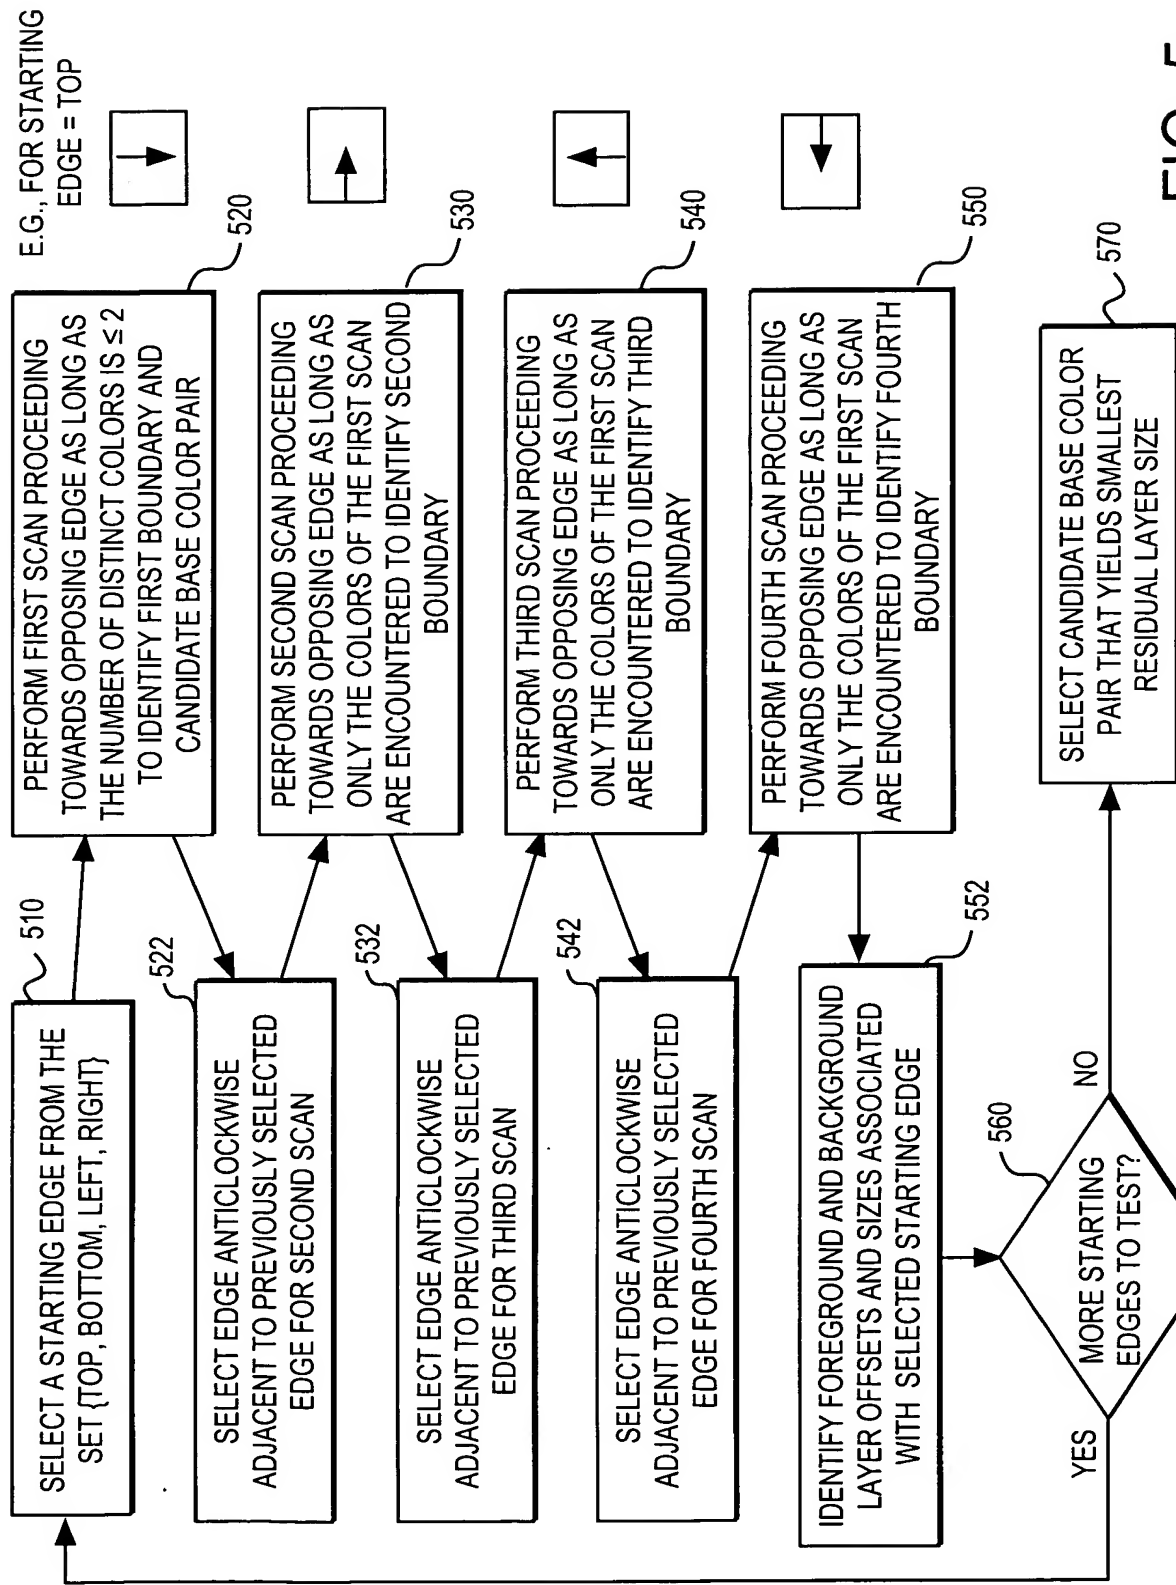 E.G., FOR STARTING
EDGE = TOP
510
SELECT A STARTING EDGE FROM THE
SET {TOP, BOTTOM, LEFT, RIGHT}
520
PERFORM FIRST SCAN PROCEEDING
TOWARDS OPPOSING EDGE AS LONG AS
THE NUMBER OF DISTINCT COLORS IS ≤ 2
TO IDENTIFY FIRST BOUNDARY AND
CANDIDATE BASE COLOR PAIR
522
SELECT EDGE ANTICLOCKWISE
ADJACENT TO PREVIOUSLY SELECTED
EDGE FOR SECOND SCAN
530
PERFORM SECOND SCAN PROCEEDING
TOWARDS OPPOSING EDGE AS LONG AS
ONLY THE COLORS OF THE FIRST SCAN
ARE ENCOUNTERED TO IDENTIFY SECOND
BOUNDARY
532
SELECT EDGE ANTICLOCKWISE
ADJACENT TO PREVIOUSLY SELECTED
EDGE FOR THIRD SCAN
540
PERFORM THIRD SCAN PROCEEDING
TOWARDS OPPOSING EDGE AS LONG AS
ONLY THE COLORS OF THE FIRST SCAN
ARE ENCOUNTERED TO IDENTIFY THIRD
BOUNDARY
542
SELECT EDGE ANTICLOCKWISE
ADJACENT TO PREVIOUSLY SELECTED
EDGE FOR FOURTH SCAN
550
PERFORM FOURTH SCAN PROCEEDING
TOWARDS OPPOSING EDGE AS LONG AS
ONLY THE COLORS OF THE FIRST SCAN
ARE ENCOUNTERED TO IDENTIFY FOURTH
BOUNDARY
552
IDENTIFY FOREGROUND AND BACKGROUND
LAYER OFFSETS AND SIZES ASSOCIATED
WITH SELECTED STARTING EDGE
560
MORE STARTING
EDGES TO TEST?
YES
NO
570
SELECT CANDIDATE BASE COLOR
PAIR THAT YIELDS SMALLEST
RESIDUAL LAYER SIZE